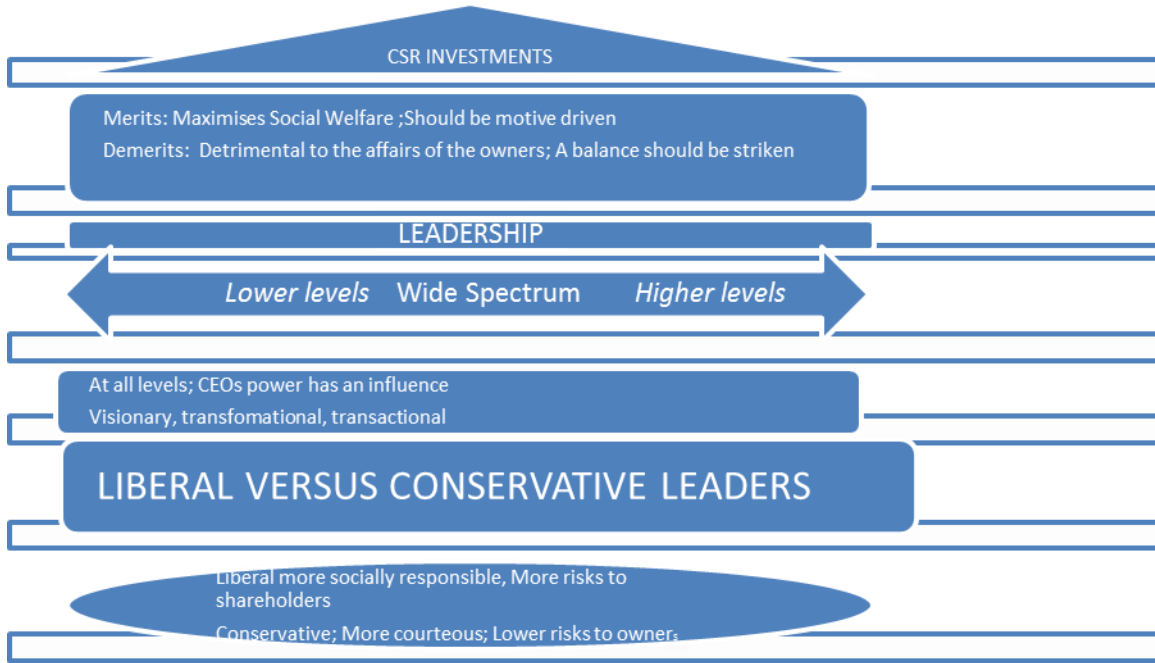 CSR INVESTMENTS
Merits: Maximises Social Welfare ;Should be motive driven
Demerits: Detrimental to the affairs of the owners; A balance should be striken
LEADERSHIP
Lower levels Wide Spectrum Higher levels
At all levels; CEOs power has an influence
Visionary, transfomational, transactional
LIBERAL VERSUS CONSERVATIVE LEADERS
Liberal more socially responsible, More risks to
shareholders
Conservative; More courteous; Lower risks to owners